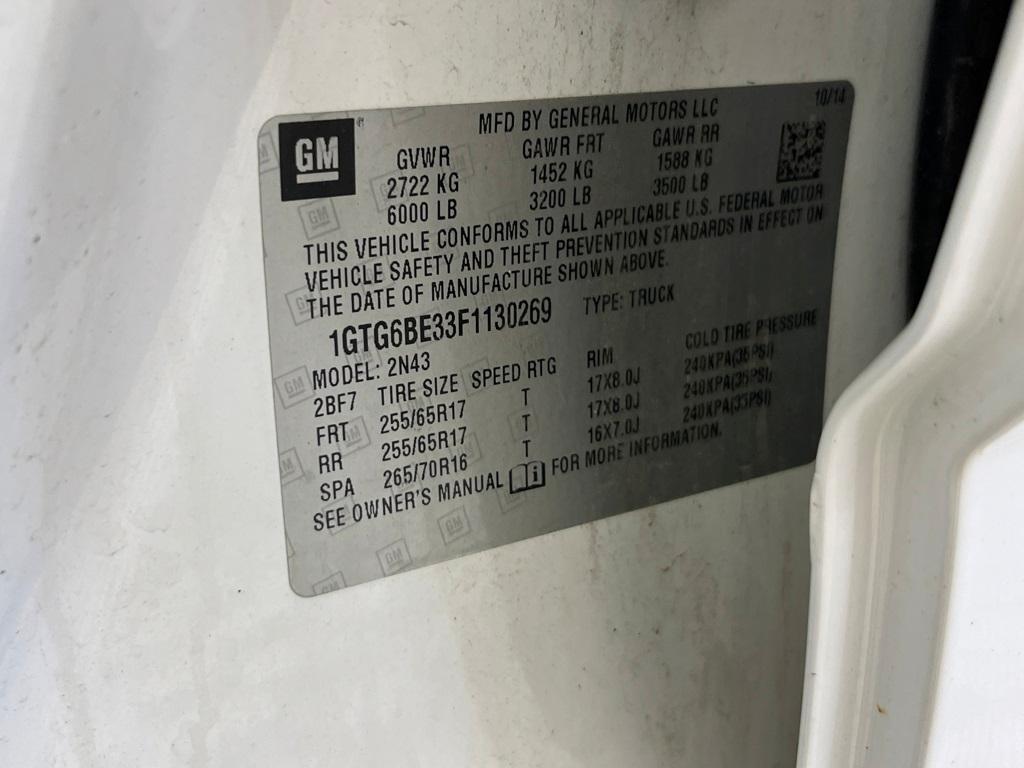 GM
MFD BY GENERAL MOTORS LLC 10/14
GVWR GAWR FRT GAWR RR
2722 KG 1452 KG 1588 KG
6000 LB 3200 LB 3500 LB
THIS VEHICLE CONFORMS TO ALL APPLICABLE U.S. FEDERAL MOTOR
VEHICLE SAFETY AND THEFT PREVENTION STANDARDS IN EFFECT ON
THE DATE OF MANUFACTURE SHOWN ABOVE.
1GTG6BE33F1130269 TYPE: TRUCK
MODEL: 2N43
2BF7 TIRE SIZE SPEED RTG RIM COLD TIRE PRESSURE
FRT 255/65R17 T 17X8.0J 240KPA(35PSI)
RR 255/65R17 T 17X8.0J 240KPA(35PSI)
SPA 265/70R16 T 16X7.0J 240KPA(35PSI)
SEE OWNER'S MANUAL FOR MORE INFORMATION.